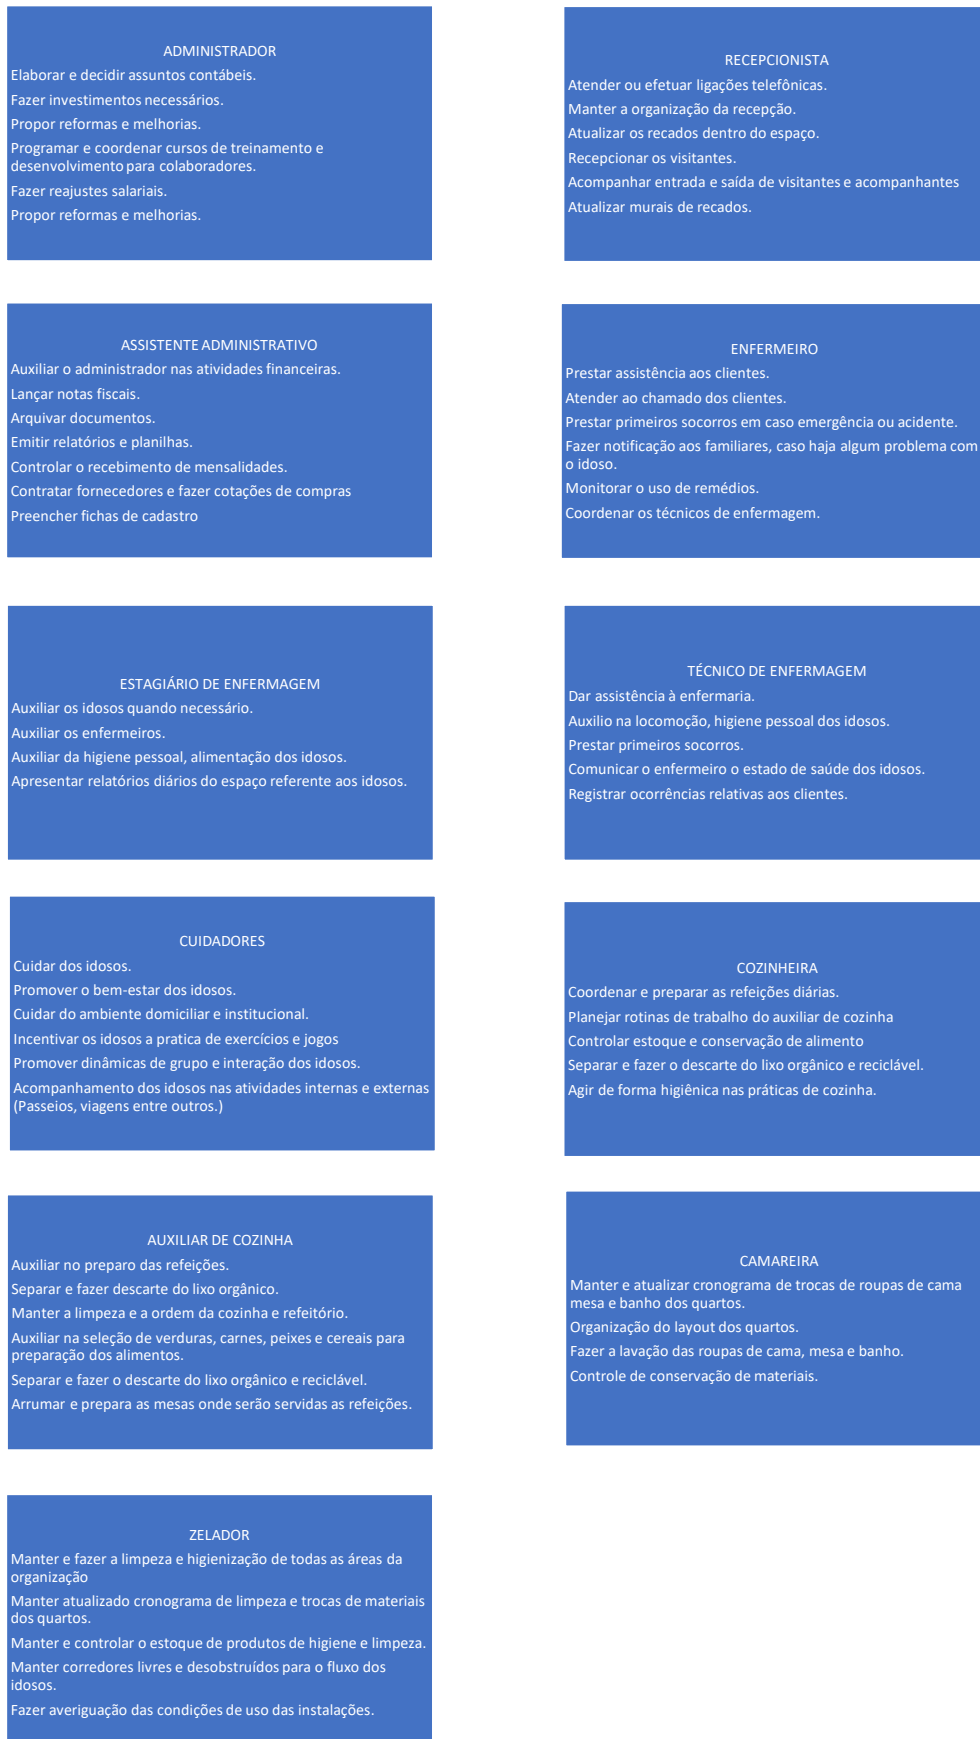 ADMINISTRADOR
Elaborar e decidir assuntos contábeis.
Fazer investimentos necessários.
Propor reformas e melhorias.
Programar e coordenar cursos de treinamento e
desenvolvimento para colaboradores.
Fazer reajustes salariais.
Propor reformas e melhorias.
RECEPCIONISTA
Atender ou efetuar ligações telefônicas.
Manter a organização da recepção.
Atualizar os recados dentro do espaço.
Recepcionar os visitantes.
Acompanhar entrada e saída de visitantes e acompanhantes
Atualizar murais de recados.
ASSISTENTE ADMINISTRATIVO
Auxiliar o administrador nas atividades financeiras.
Lançar notas fiscais.
Arquivar documentos.
Emitir relatórios e planilhas.
Controlar o recebimento de mensalidades.
Contratar fornecedores e fazer cotações de compras
Preencher fichas de cadastro
ENFERMEIRO
Prestar assistência aos clientes.
Atender ao chamado dos clientes.
Prestar primeiros socorros em caso emergência ou acidente.
Fazer notificação aos familiares, caso haja algum problema com
o idoso.
Monitorar o uso de remédios.
Coordenar os técnicos de enfermagem.
ESTAGIÁRIO DE ENFERMAGEM
Auxiliar os idosos quando necessário.
Auxiliar os enfermeiros.
Auxiliar da higiene pessoal, alimentação dos idosos.
Apresentar relatórios diários do espaço referente aos idosos.
TÉCNICO DE ENFERMAGEM
Dar assistência à enfermaria.
Auxilio na locomoção, higiene pessoal dos idosos.
Prestar primeiros socorros.
Comunicar o enfermeiro o estado de saúde dos idosos.
Registrar ocorrências relativas aos clientes.
CUIDADORES
Cuidar dos idosos.
Promover o bem-estar dos idosos.
Cuidar do ambiente domiciliar e institucional.
Incentivar os idosos a pratica de exercícios e jogos
Promover dinâmicas de grupo e interação dos idosos.
Acompanhamento dos idosos nas atividades internas e externas
(Passeios, viagens entre outros.)
COZINHEIRA
Coordenar e preparar as refeições diárias.
Planejar rotinas de trabalho do auxiliar de cozinha
Controlar estoque e conservação de alimento
Separar e fazer o descarte do lixo orgânico e reciclável.
Agir de forma higiênica nas práticas de cozinha.
AUXILIAR DE COZINHA
Auxiliar no preparo das refeições.
Separar e fazer descarte do lixo orgânico.
Manter a limpeza e a ordem da cozinha e refeitório.
Auxiliar na seleção de verduras, carnes, peixes e cereais para
preparação dos alimentos.
Separar e fazer o descarte do lixo orgânico e reciclável.
Arrumar e prepara as mesas onde serão servidas as refeições.
CAMAREIRA
Manter e atualizar cronograma de trocas de roupas de cama
mesa e banho dos quartos.
Organização do layout dos quartos.
Fazer a lavação das roupas de cama, mesa e banho.
Controle de conservação de materiais.
ZELADOR
Manter e fazer a limpeza e higienização de todas as áreas da
organização
Manter atualizado cronograma de limpeza e trocas de materiais
dos quartos.
Manter e controlar o estoque de produtos de higiene e limpeza.
Manter corredores livres e desobstruídos para o fluxo dos
idosos.
Fazer averiguação das condições de uso das instalações.